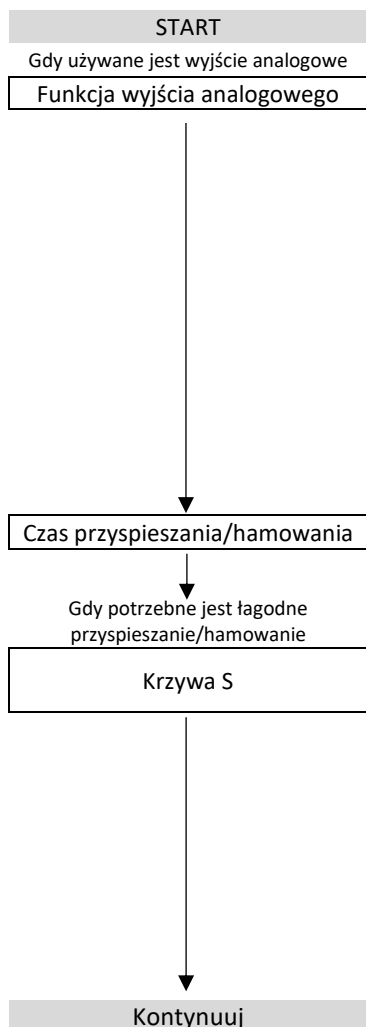 START
Gdy używane jest wyjście analogowe
Funkcja wyjścia analogowego
Czas przyspieszania/hamowania
Gdy potrzebne jest łagodne
przyspieszanie/hamowanie
Krzywa S
Kontynuuj